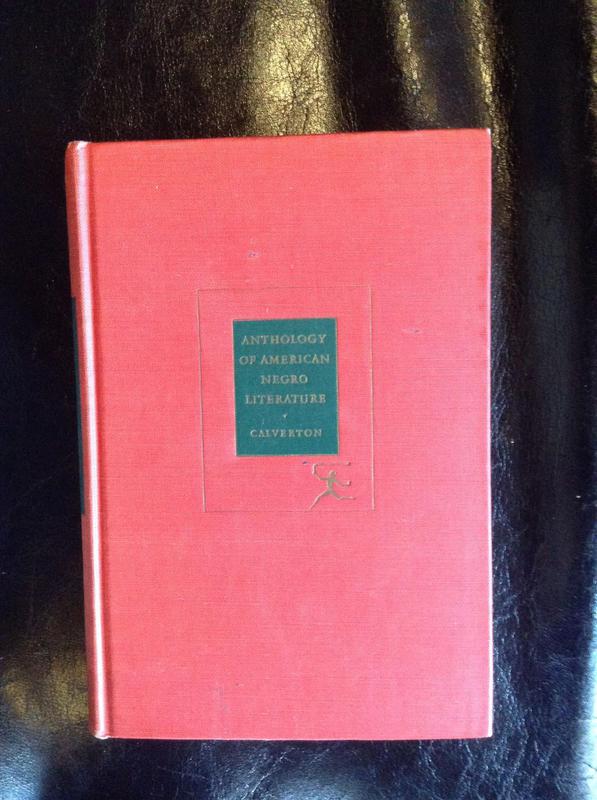 ANTHOLOGY
OF AMERICAN
NEGRO
LITERATURE
CALVERTON